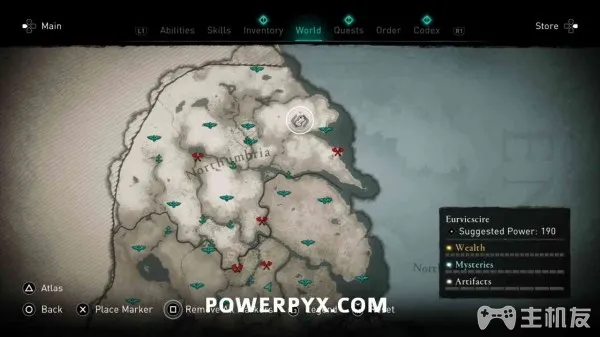 Main
L1 Abilities Skills Inventory World Quests Order Codex R1
Store
Northumbria
Eurvicscire
Suggested Power: 190
Wealth
Mysteries
Artifacts
Nort
Atlas
Back Place Marker
POWERPYX.COM
主机友